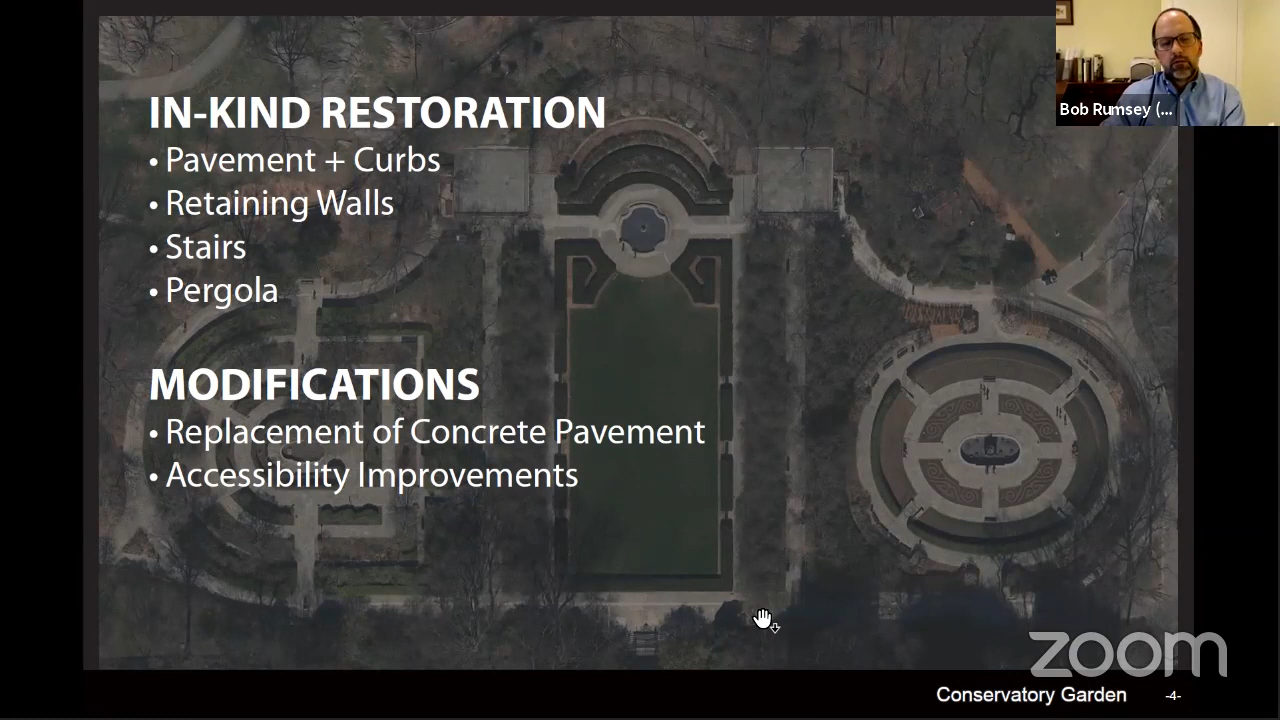 IN-KIND RESTORATION
• Pavement + Curbs
• Retaining Walls
• Stairs
• Pergola
MODIFICATIONS
• Replacement of Concrete Pavement
• Accessibility Improvements
Bob Rumsey (...
zoom
Conservatory Garden -4-